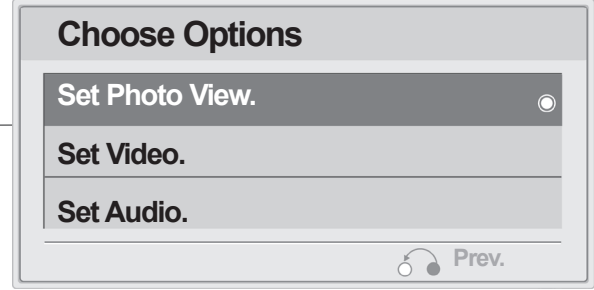 Choose Options
Set Photo View.
Set Video.
Set Audio.
Prev.